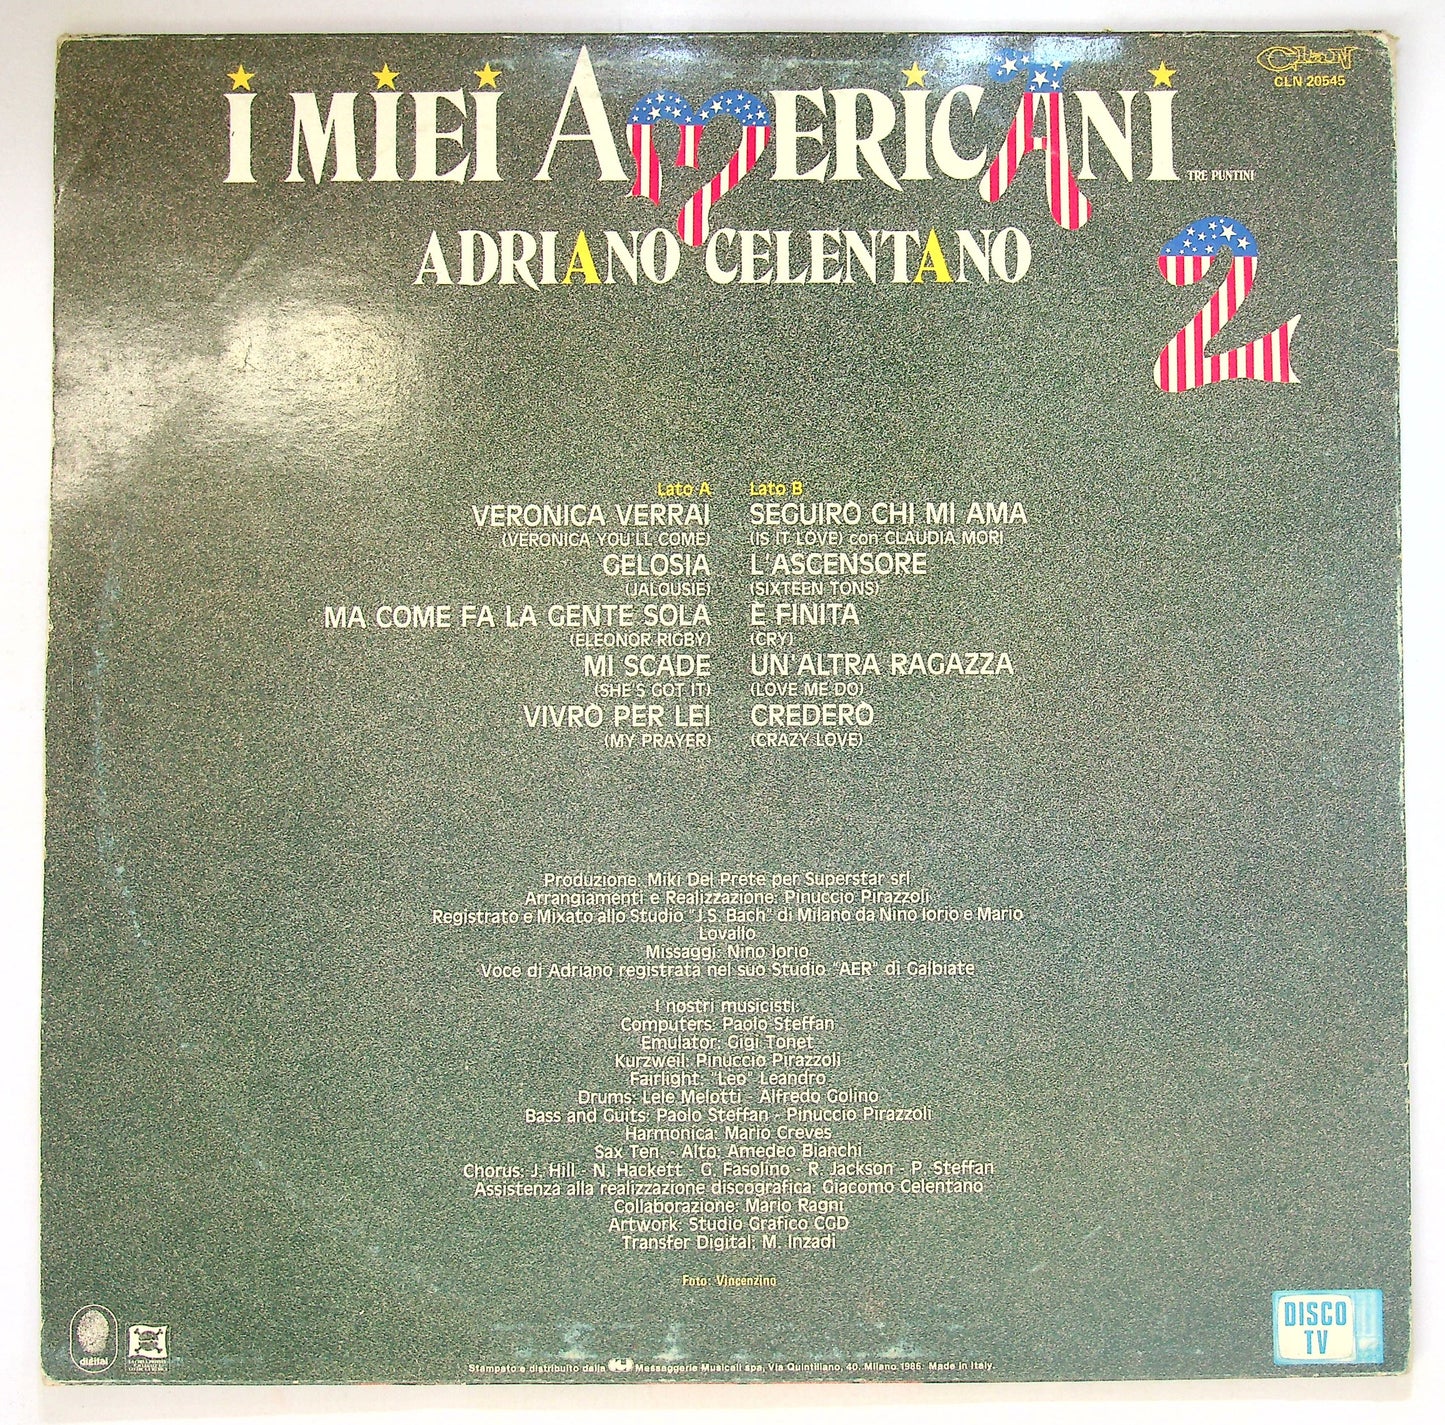 I MIEI AMERICANI
TRE PUNTINI
CLAN
CLN 20545
ADRIANO CELENTANO
2
Lato A
VERONICA VERRAI
(VERONICA YOU'LL COME)
GELOSIA
(JALOUSIE)
MA COME FA LA GENTE SOLA
(ELEONOR RIGBY)
MI SCADE
(SHE'S GOT IT)
VIVRÒ PER LEI
(MY PRAYER)
Lato B
SEGUIRÒ CHI MI AMA
(IS IT LOVE) con CLAUDIA MORI
L'ASCENSORE
(SIXTEEN TONS)
È FINITA
(CRY)
UN'ALTRA RAGAZZA
(LOVE ME DO)
CREDERÒ
(CRAZY LOVE)
Produzione: Miki Del Prete per Superstar srl
Arrangiamenti e Realizzazione: Pinuccio Pirazzoli
Registrato e Mixato allo Studio "J.S. Bach" di Milano da Nino Iorio e Mario
Lovallo
Missaggi: Nino Iorio
Voce di Adriano registrata nel suo Studio "AER" di Galbiate
I nostri musicisti:
Computers: Paolo Steffan
Emulator: Gigi Tonet
Kurzweil: Pinuccio Pirazzoli
Fairlight: "Leo" Leandro
Drums: Lele Melotti - Alfredo Golino
Bass and Guits: Paolo Steffan - Pinuccio Pirazzoli
Harmonica: Mario Creves
Sax Ten. - Alto: Amedeo Bianchi
Chorus: J. Hill - N. Hackett - G. Fasolino - R. Jackson - P. Steffan
Assistenza alla realizzazione discografica: Giacomo Celentano
Collaborazione: Mario Ragni
Artwork: Studio Grafico CGD
Transfer Digital: M. Inzadi
Foto: Vincenzino
digital
DISCO
TV
Stampato e distribuito dalla Messaggerie Musicali spa, Via Quintiliano, 40. Milano. 1986. Made in Italy.